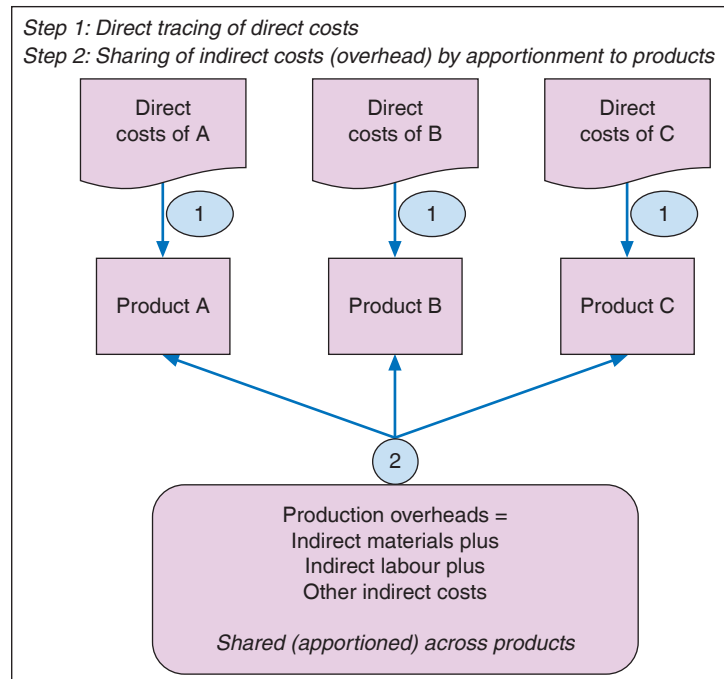 Step 1: Direct tracing of direct costs
Step 2: Sharing of indirect costs (overhead) by apportionment to products
Direct
costs of A
Direct
costs of B
Direct
costs of C
1
1
1
Product A
Product B
Product C
2
Production overheads =
Indirect materials plus
Indirect labour plus
Other indirect costs
Shared (apportioned) across products